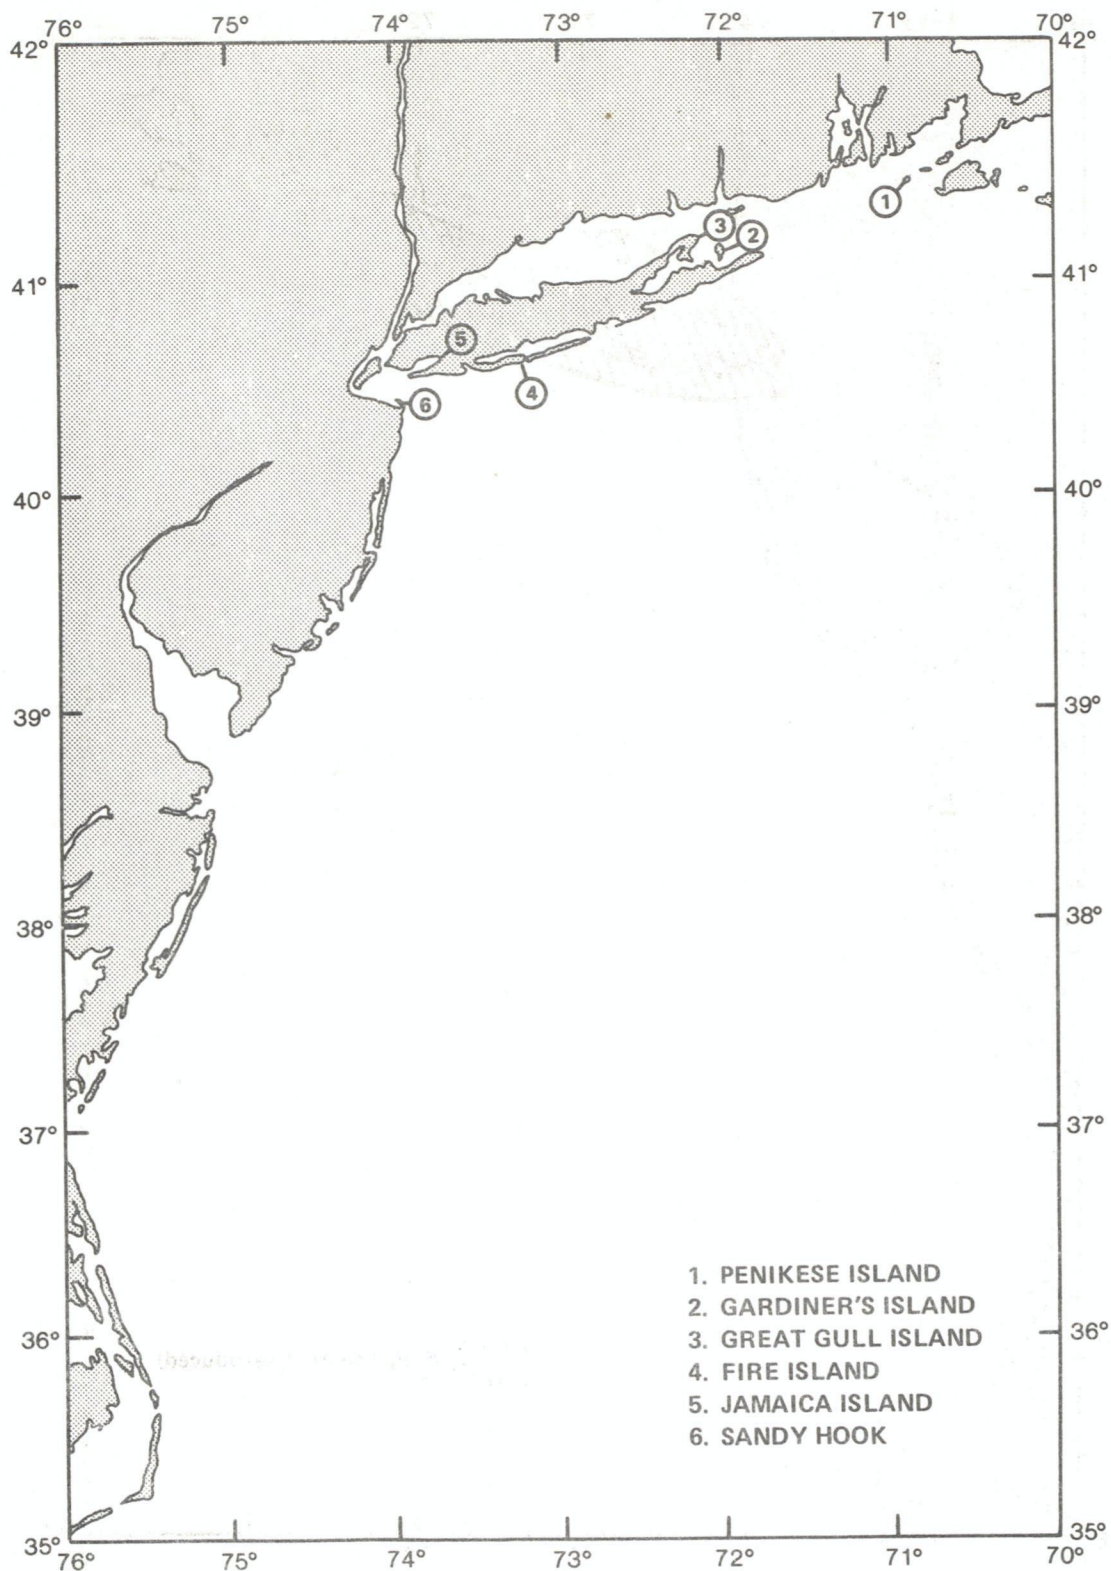 76° 75° 74° 73° 72° 71° 70°
42° 42°
1
3
2
41° 41°
5
4
6
40° 40°
39° 39°
38° 38°
37° 37°
1. PENIKESE ISLAND
2. GARDINER'S ISLAND
3. GREAT GULL ISLAND
36° 36°
4. FIRE ISLAND
5. JAMAICA ISLAND
6. SANDY HOOK
35° 35°
76° 75° 74° 73° 72° 71° 70°